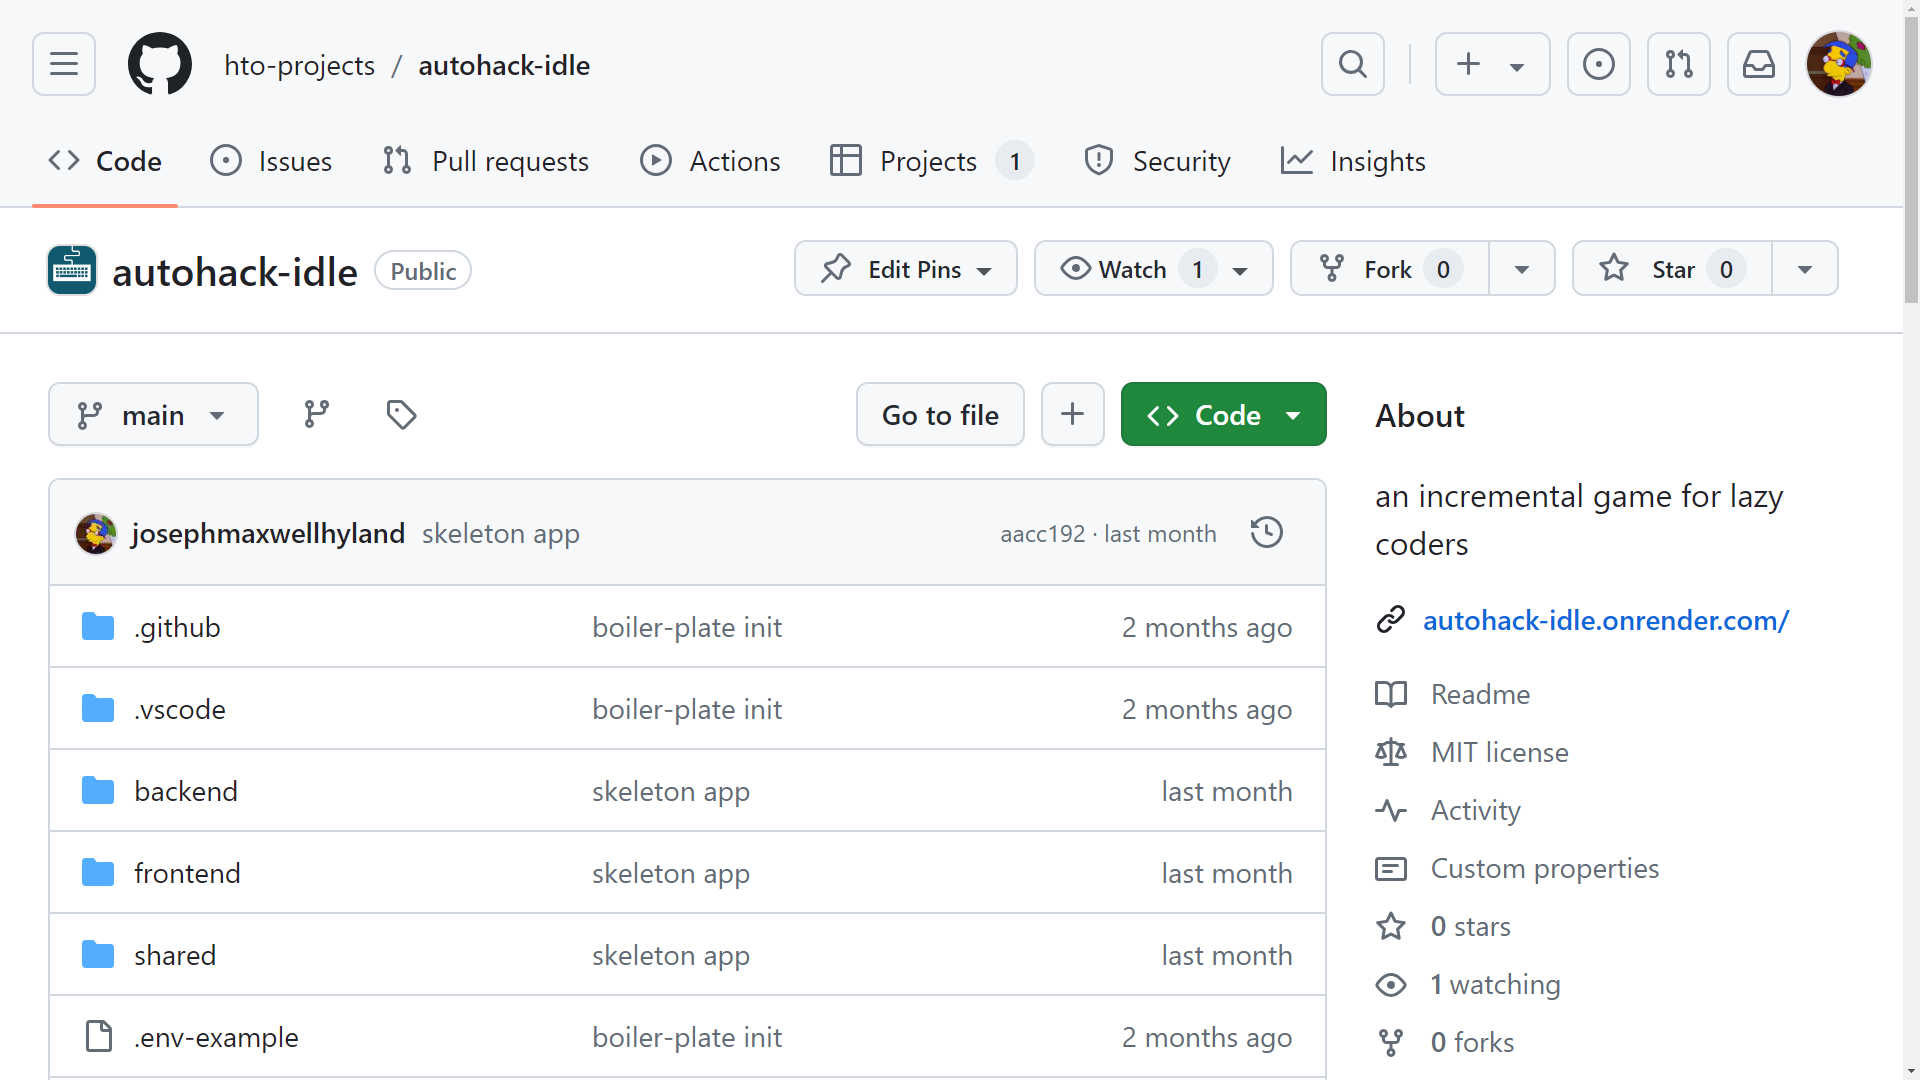 hto-projects / autohack-idle
Code Issues Pull requests Actions Projects 1 Security Insights
autohack-idle Public Edit Pins Watch 1 Fork 0 Star 0
main Go to file Code
josephmaxwellhyland skeleton app aacc192 · last month
.github boiler-plate init 2 months ago
.vscode boiler-plate init 2 months ago
backend skeleton app last month
frontend skeleton app last month
shared skeleton app last month
.env-example boiler-plate init 2 months ago
About
an incremental game for lazy
coders
autohack-idle.onrender.com/
Readme
MIT license
Activity
Custom properties
0 stars
1 watching
0 forks